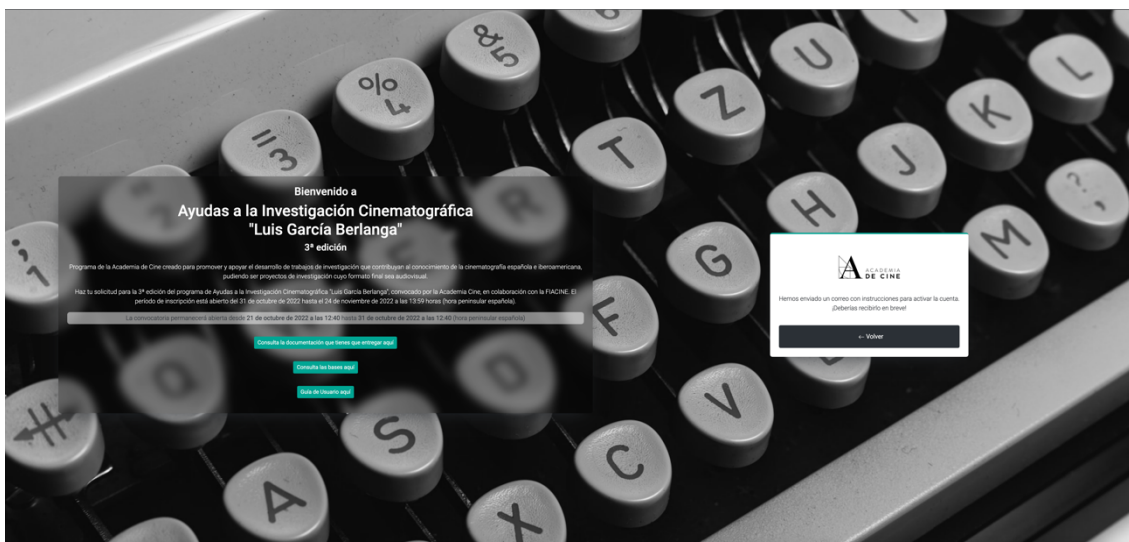 Bienvenido a
Ayudas a la Investigación Cinematográfica
"Luis García Berlanga"
3ª edición
Programa de la Academia de Cine creado para promover y apoyar el desarrollo de trabajos de investigación que contribuyan al conocimiento de la cinematografía española e iberoamericana,
pudiendo ser proyectos de investigación cuyo formato final sea audiovisual.
Haz tu solicitud para la 3ª edición del programa de Ayudas a la Investigación Cinematográfica "Luis García Berlanga", convocado por la Academia Cine, en colaboración con la FIACINE. El
período de inscripción está abierto del 31 de octubre de 2022 hasta el 24 de noviembre de 2022 a las 13:59 horas (hora peninsular española).
La convocatoria permanecerá abierta desde 21 de octubre de 2022 a las 12:40 hasta 31 de octubre de 2022 a las 12:40 (hora peninsular española)
Consulta la documentación que tienes que entregar aquí
Consulta las bases aquí
Guía de Usuario aquí
ACADEMIA
DE CINE
Hemos enviado un correo con instrucciones para activar la cuenta.
¡Deberías recibirlo en breve!
← Volver
& 5
% 4
= 3
" 2
; 1
U
L
Z
K
T
J
? ,
R
H
M
G
F
Q
D
V
S
C
A
X